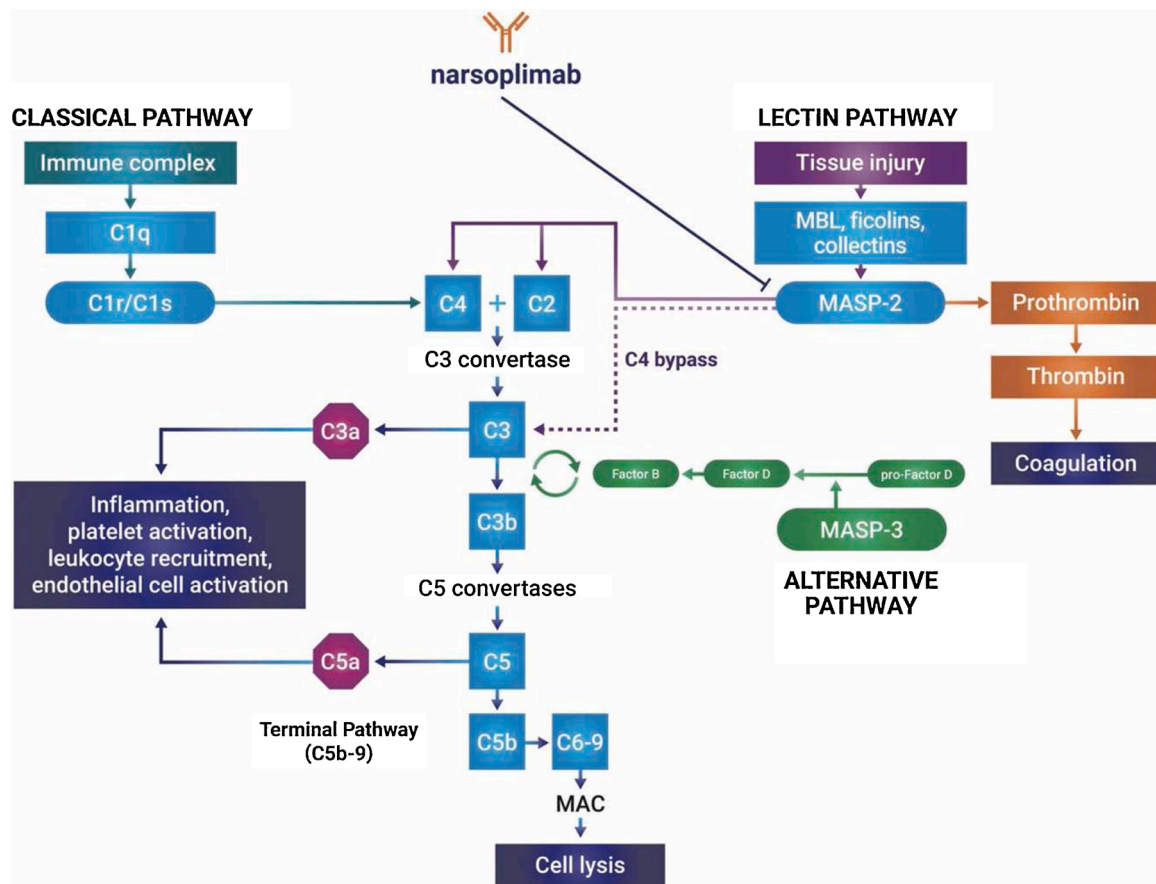 narsoplimab
CLASSICAL PATHWAY
LECTIN PATHWAY
Immune complex
Tissue injury
C1q
MBL, ficolins,
collectins
C1r/C1s
C4
+
C2
MASP-2
Prothrombin
C3 convertase
C4 bypass
Thrombin
C3a
C3
Coagulation
Factor B
Factor D
pro-Factor D
Inflammation,
platelet activation,
leukocyte recruitment,
endothelial cell activation
C3b
MASP-3
C5 convertases
ALTERNATIVE
PATHWAY
C5a
C5
Terminal Pathway
(C5b-9)
C5b
C6-9
MAC
Cell lysis